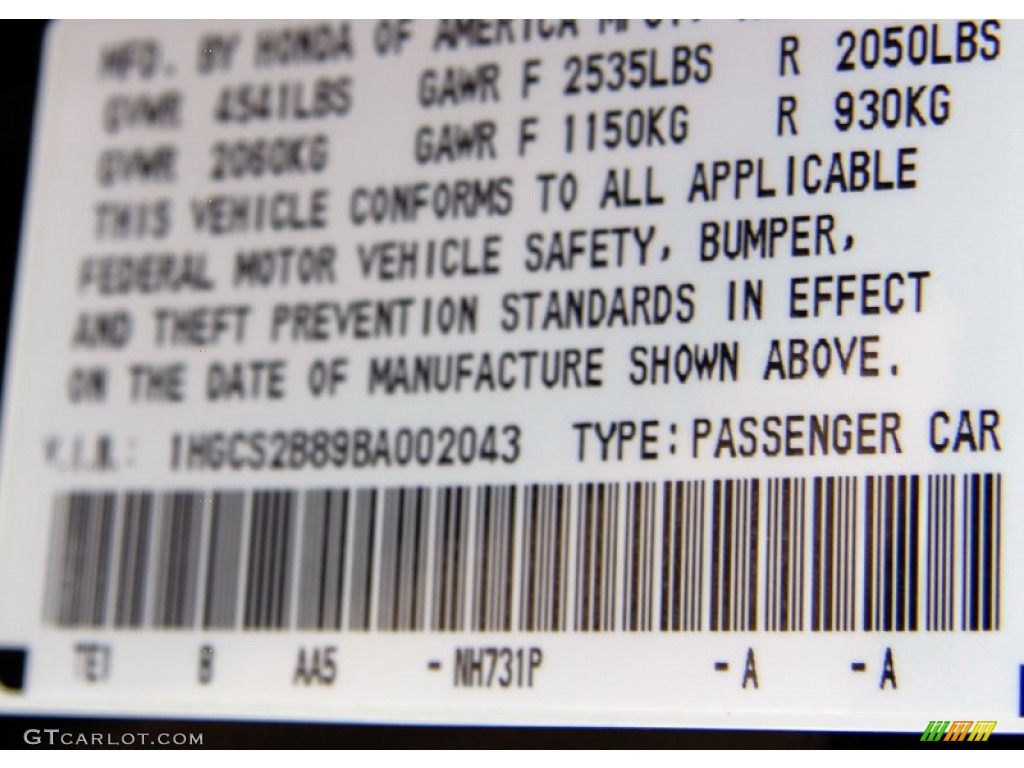 MFD. BY HONDA OF AMERICA MFG.,
GVWR 4541LBS GAWR F 2535LBS R 2050LBS
GVWR 2060KG GAWR F 1150KG R 930KG
THIS VEHICLE CONFORMS TO ALL APPLICABLE
FEDERAL MOTOR VEHICLE SAFETY, BUMPER,
AND THEFT PREVENTION STANDARDS IN EFFECT
ON THE DATE OF MANUFACTURE SHOWN ABOVE.
V.I.N.: 1HGCS2B89BA002043 TYPE: PASSENGER CAR
TE1 B AA5 - NH731P - A - A
GTCARLOT.COM